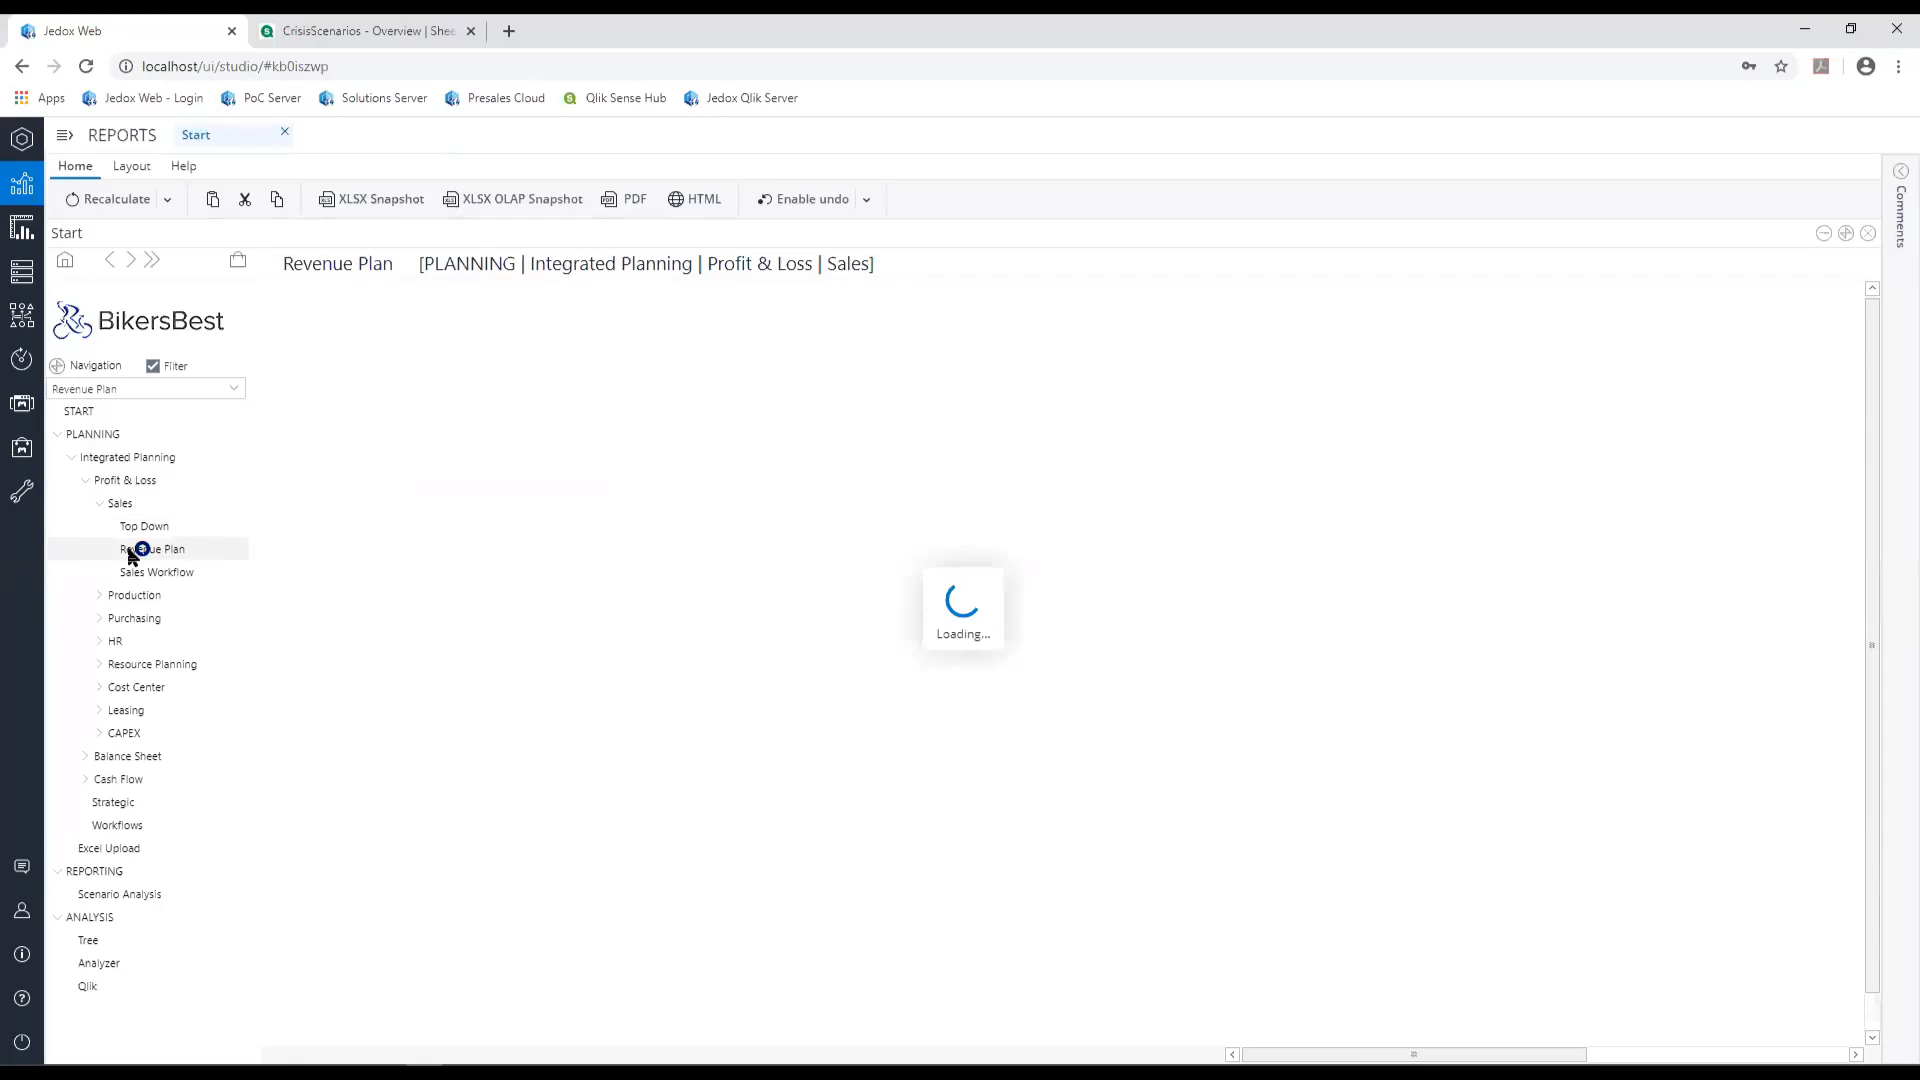 Jedox Web
CrisisScenarios - Overview | Shee
localhost/ui/studio/#kb0iszwp
Apps
Jedox Web - Login
PoC Server
Solutions Server
Presales Cloud
Qlik Sense Hub
Jedox Qlik Server
REPORTS
Start
Home
Layout
Help
Recalculate
XLSX Snapshot
XLSX OLAP Snapshot
PDF
HTML
Enable undo
Comments
Start
Revenue Plan [PLANNING | Integrated Planning | Profit & Loss | Sales]
BikersBest
Navigation
Filter
Revenue Plan
START
PLANNING
Integrated Planning
Profit & Loss
Sales
Top Down
Revenue Plan
Sales Workflow
Production
Purchasing
HR
Resource Planning
Cost Center
Leasing
CAPEX
Balance Sheet
Cash Flow
Strategic
Workflows
Excel Upload
REPORTING
Scenario Analysis
ANALYSIS
Tree
Analyzer
Qlik
Loading...